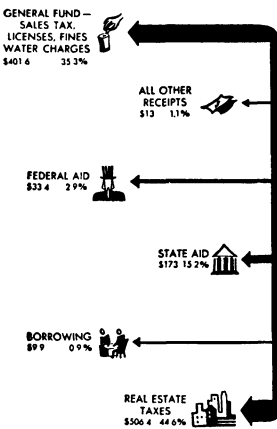 GENERAL FUND—
SALES TAX,
LICENSES, FINES
WATER CHARGES
$401 6 35 3%
ALL OTHER
RECEIPTS
$13 1.1%
FEDERAL AID
$33 4 2 9%
STATE AID
$173 15 2%
BORROWING
$9 9 0 9%
REAL ESTATE
TAXES
$506 4 44 6%